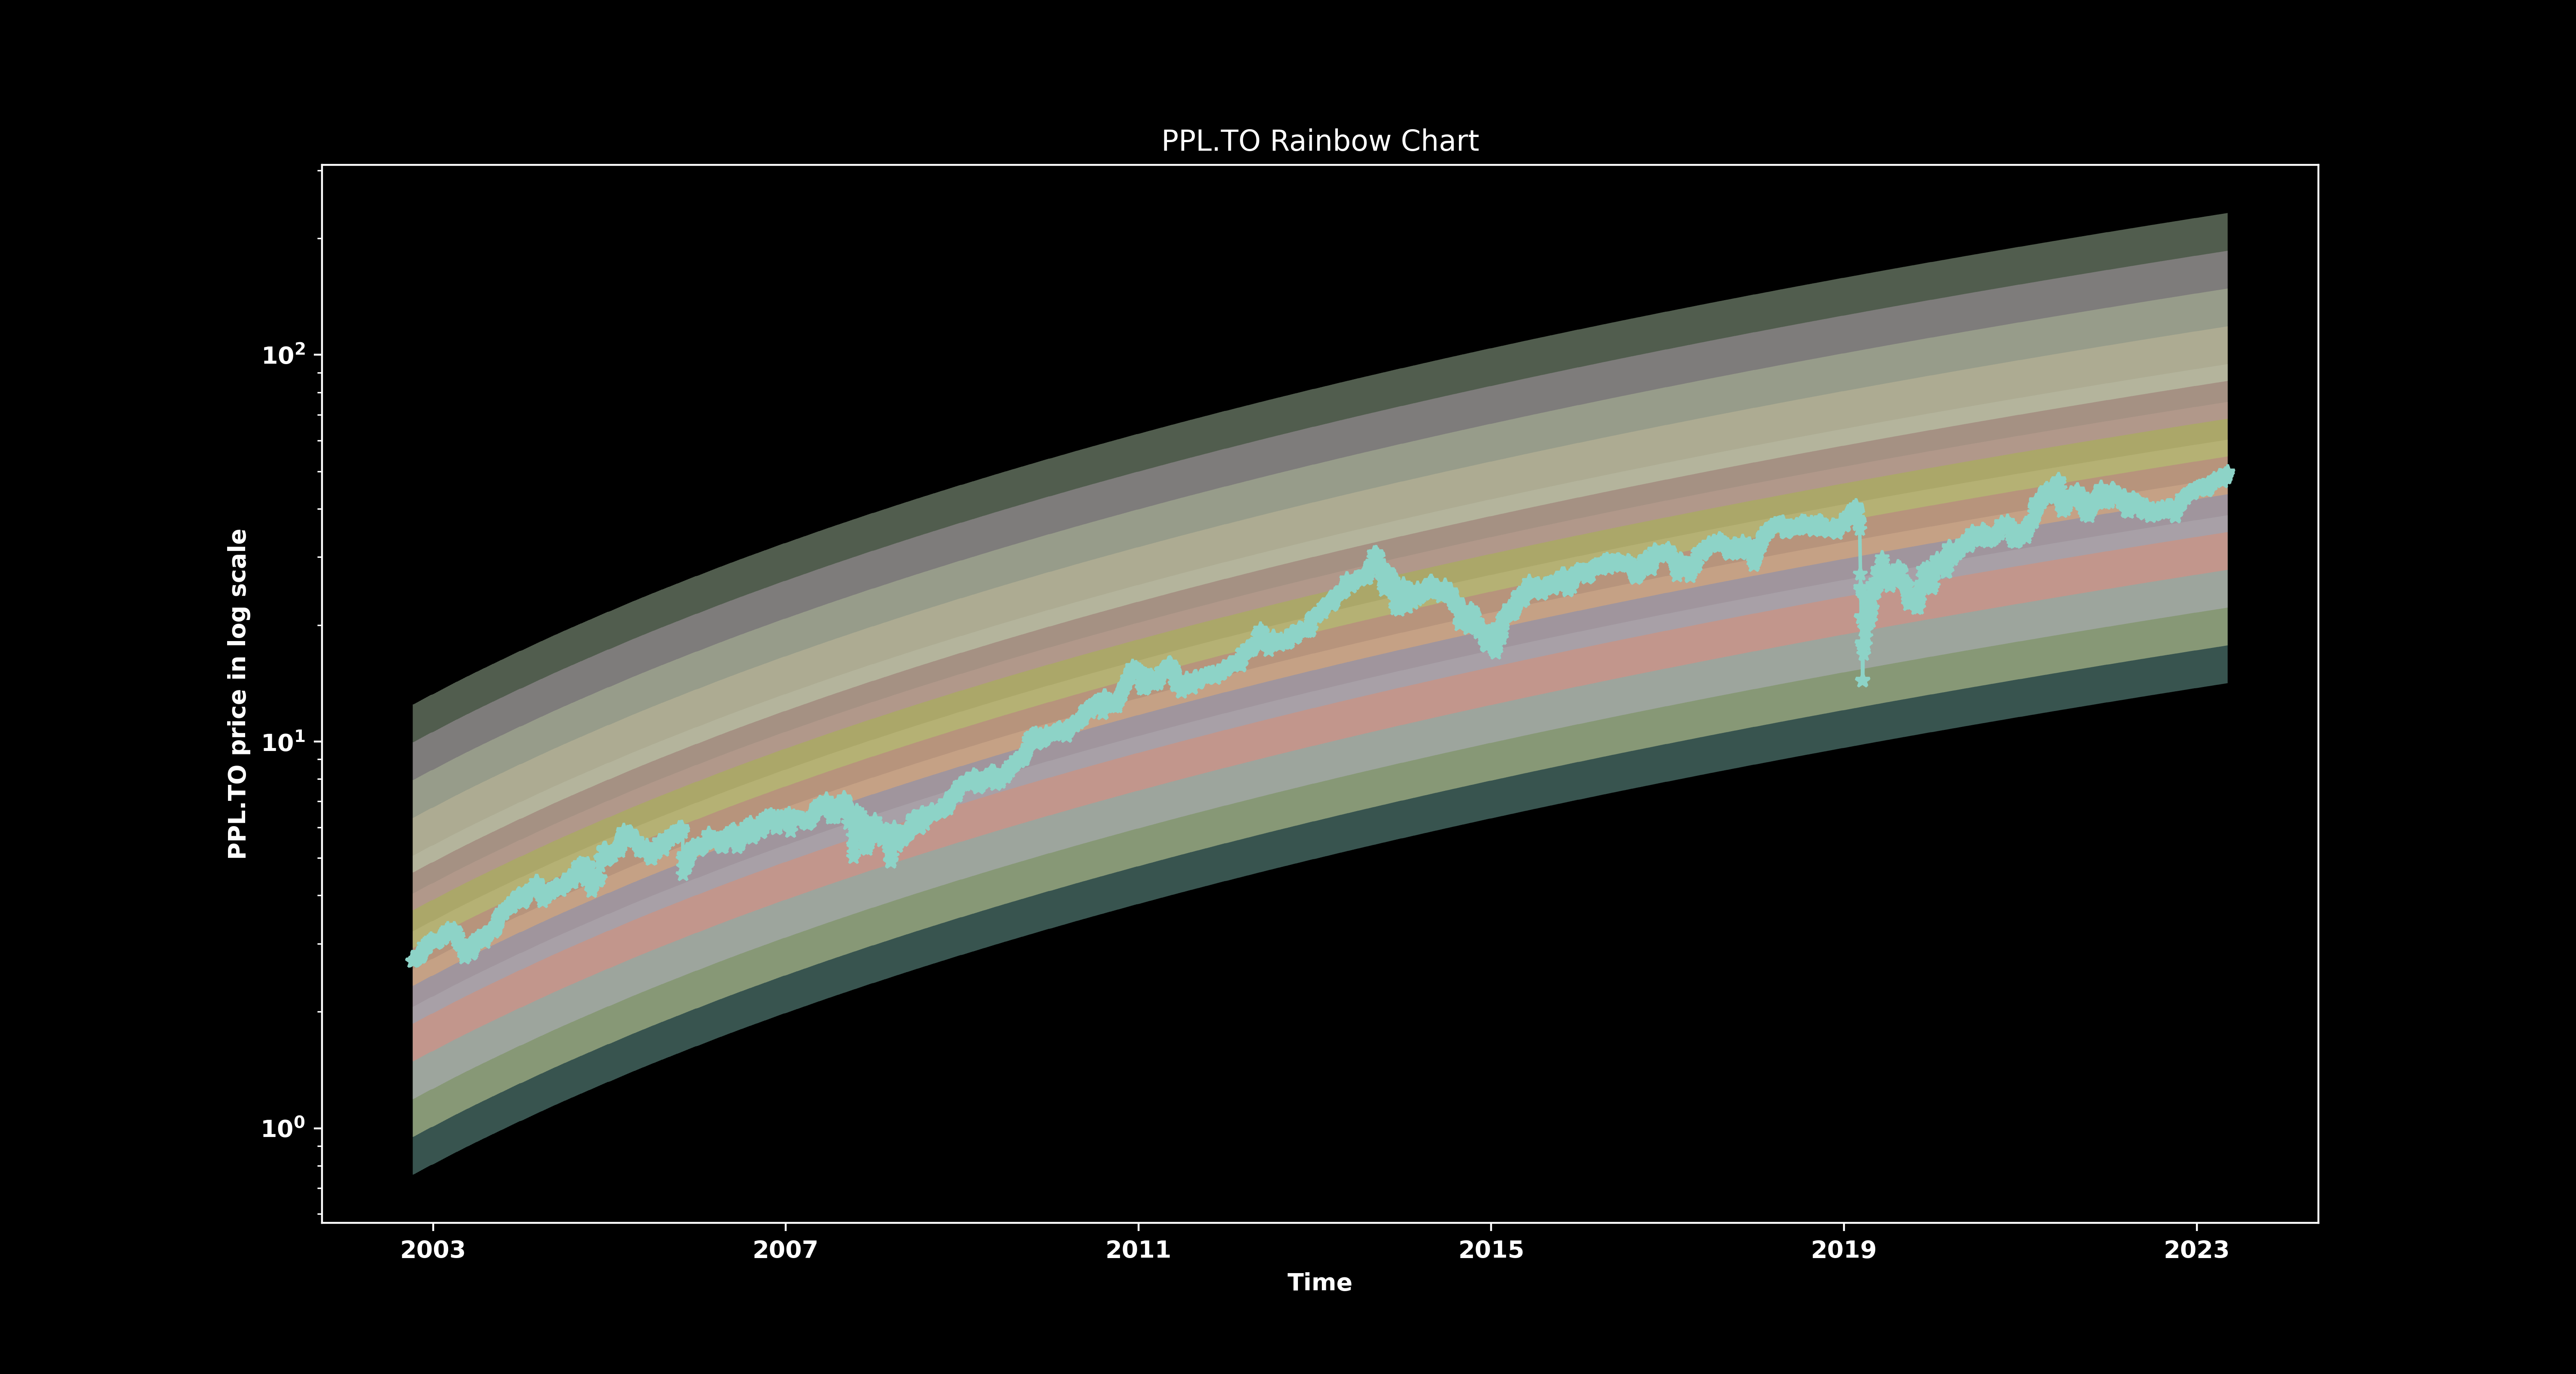 PPL.TO Rainbow Chart
PPL.TO price in log scale
10²
10¹
10⁰
2003 2007 2011 2015 2019 2023
Time